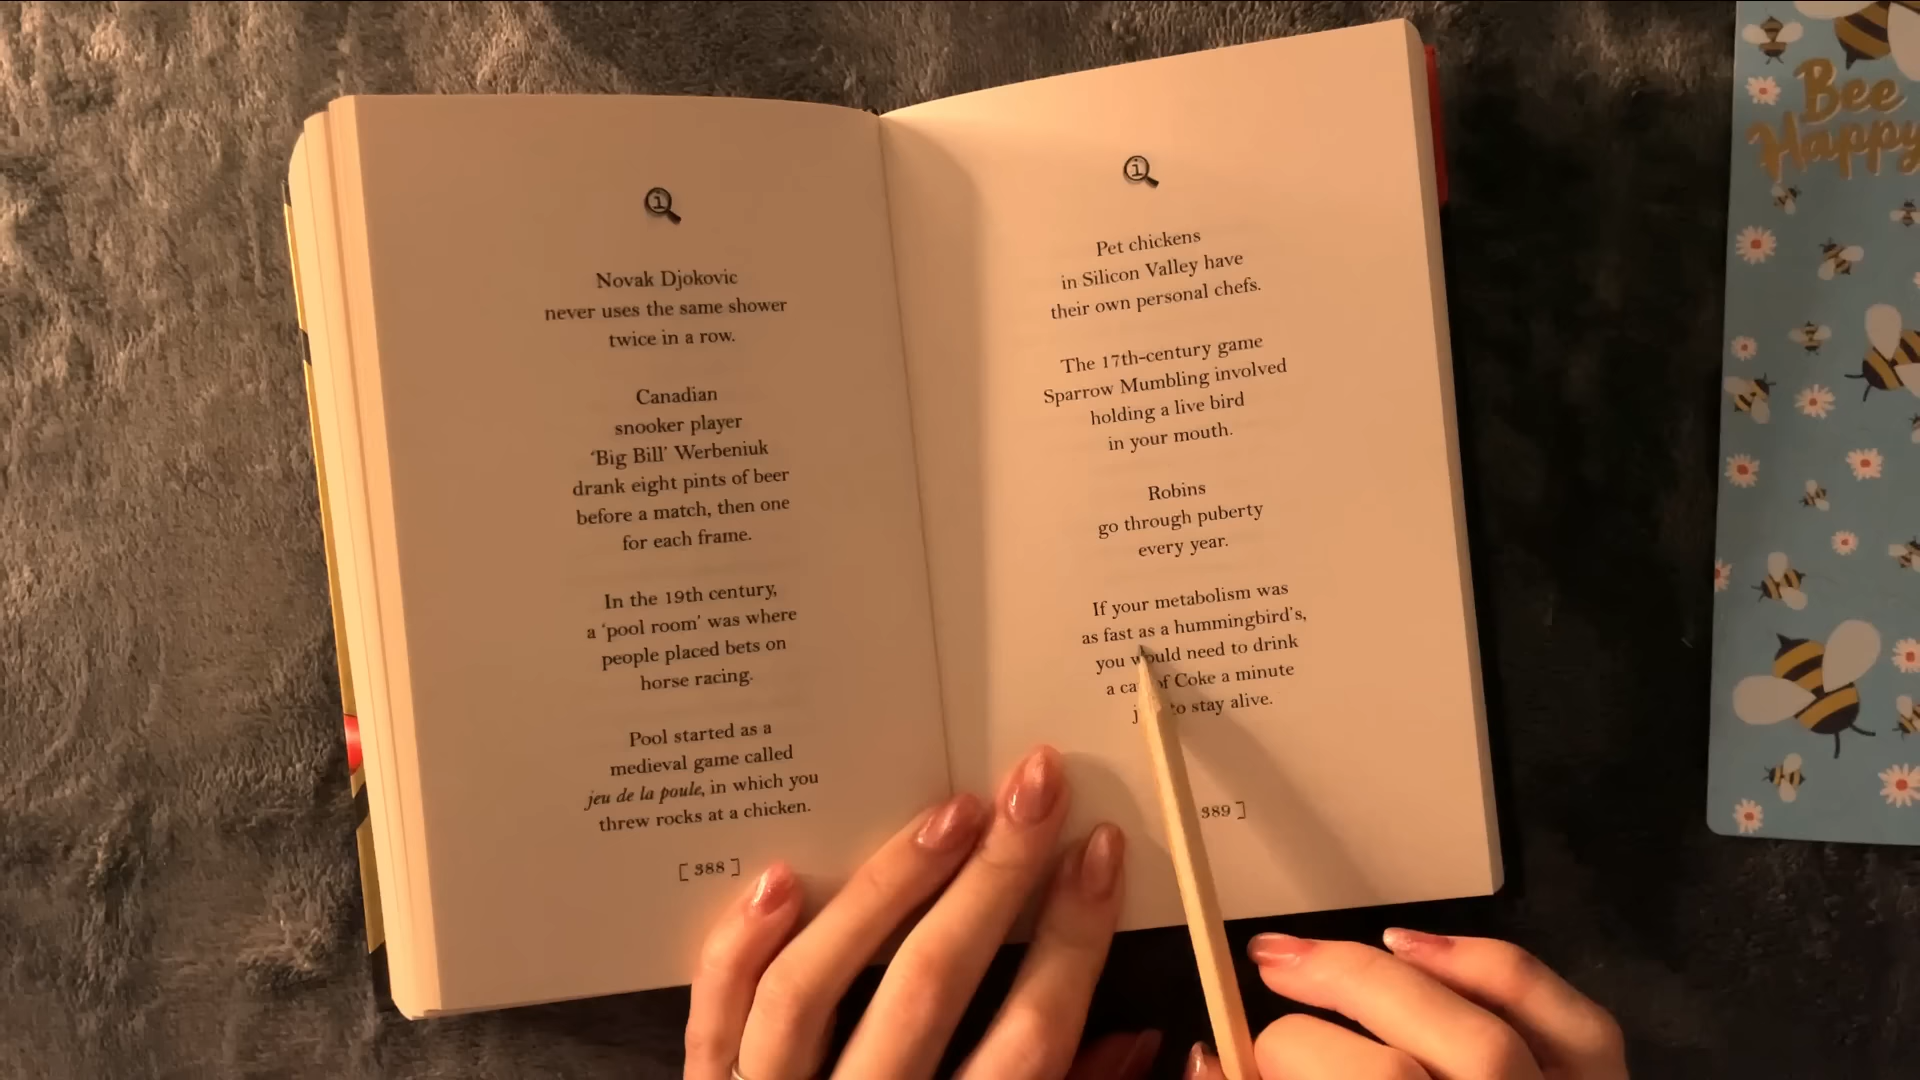 Novak Djokovic
never uses the same shower
twice in a row.
Canadian
snooker player
‘Big Bill’ Werbeniuk
drank eight pints of beer
before a match, then one
for each frame.
In the 19th century,
a ‘pool room’ was where
people placed bets on
horse racing.
Pool started as a
medieval game called
jeu de la poule, in which you
threw rocks at a chicken.
[ 388 ]
Pet chickens
in Silicon Valley have
their own personal chefs.
The 17th-century game
Sparrow Mumbling involved
holding a live bird
in your mouth.
Robins
go through puberty
every year.
If your metabolism was
as fast as a hummingbird’s,
you would need to drink
a of Coke a minute
to stay alive.
389 ]
Bee
Happy